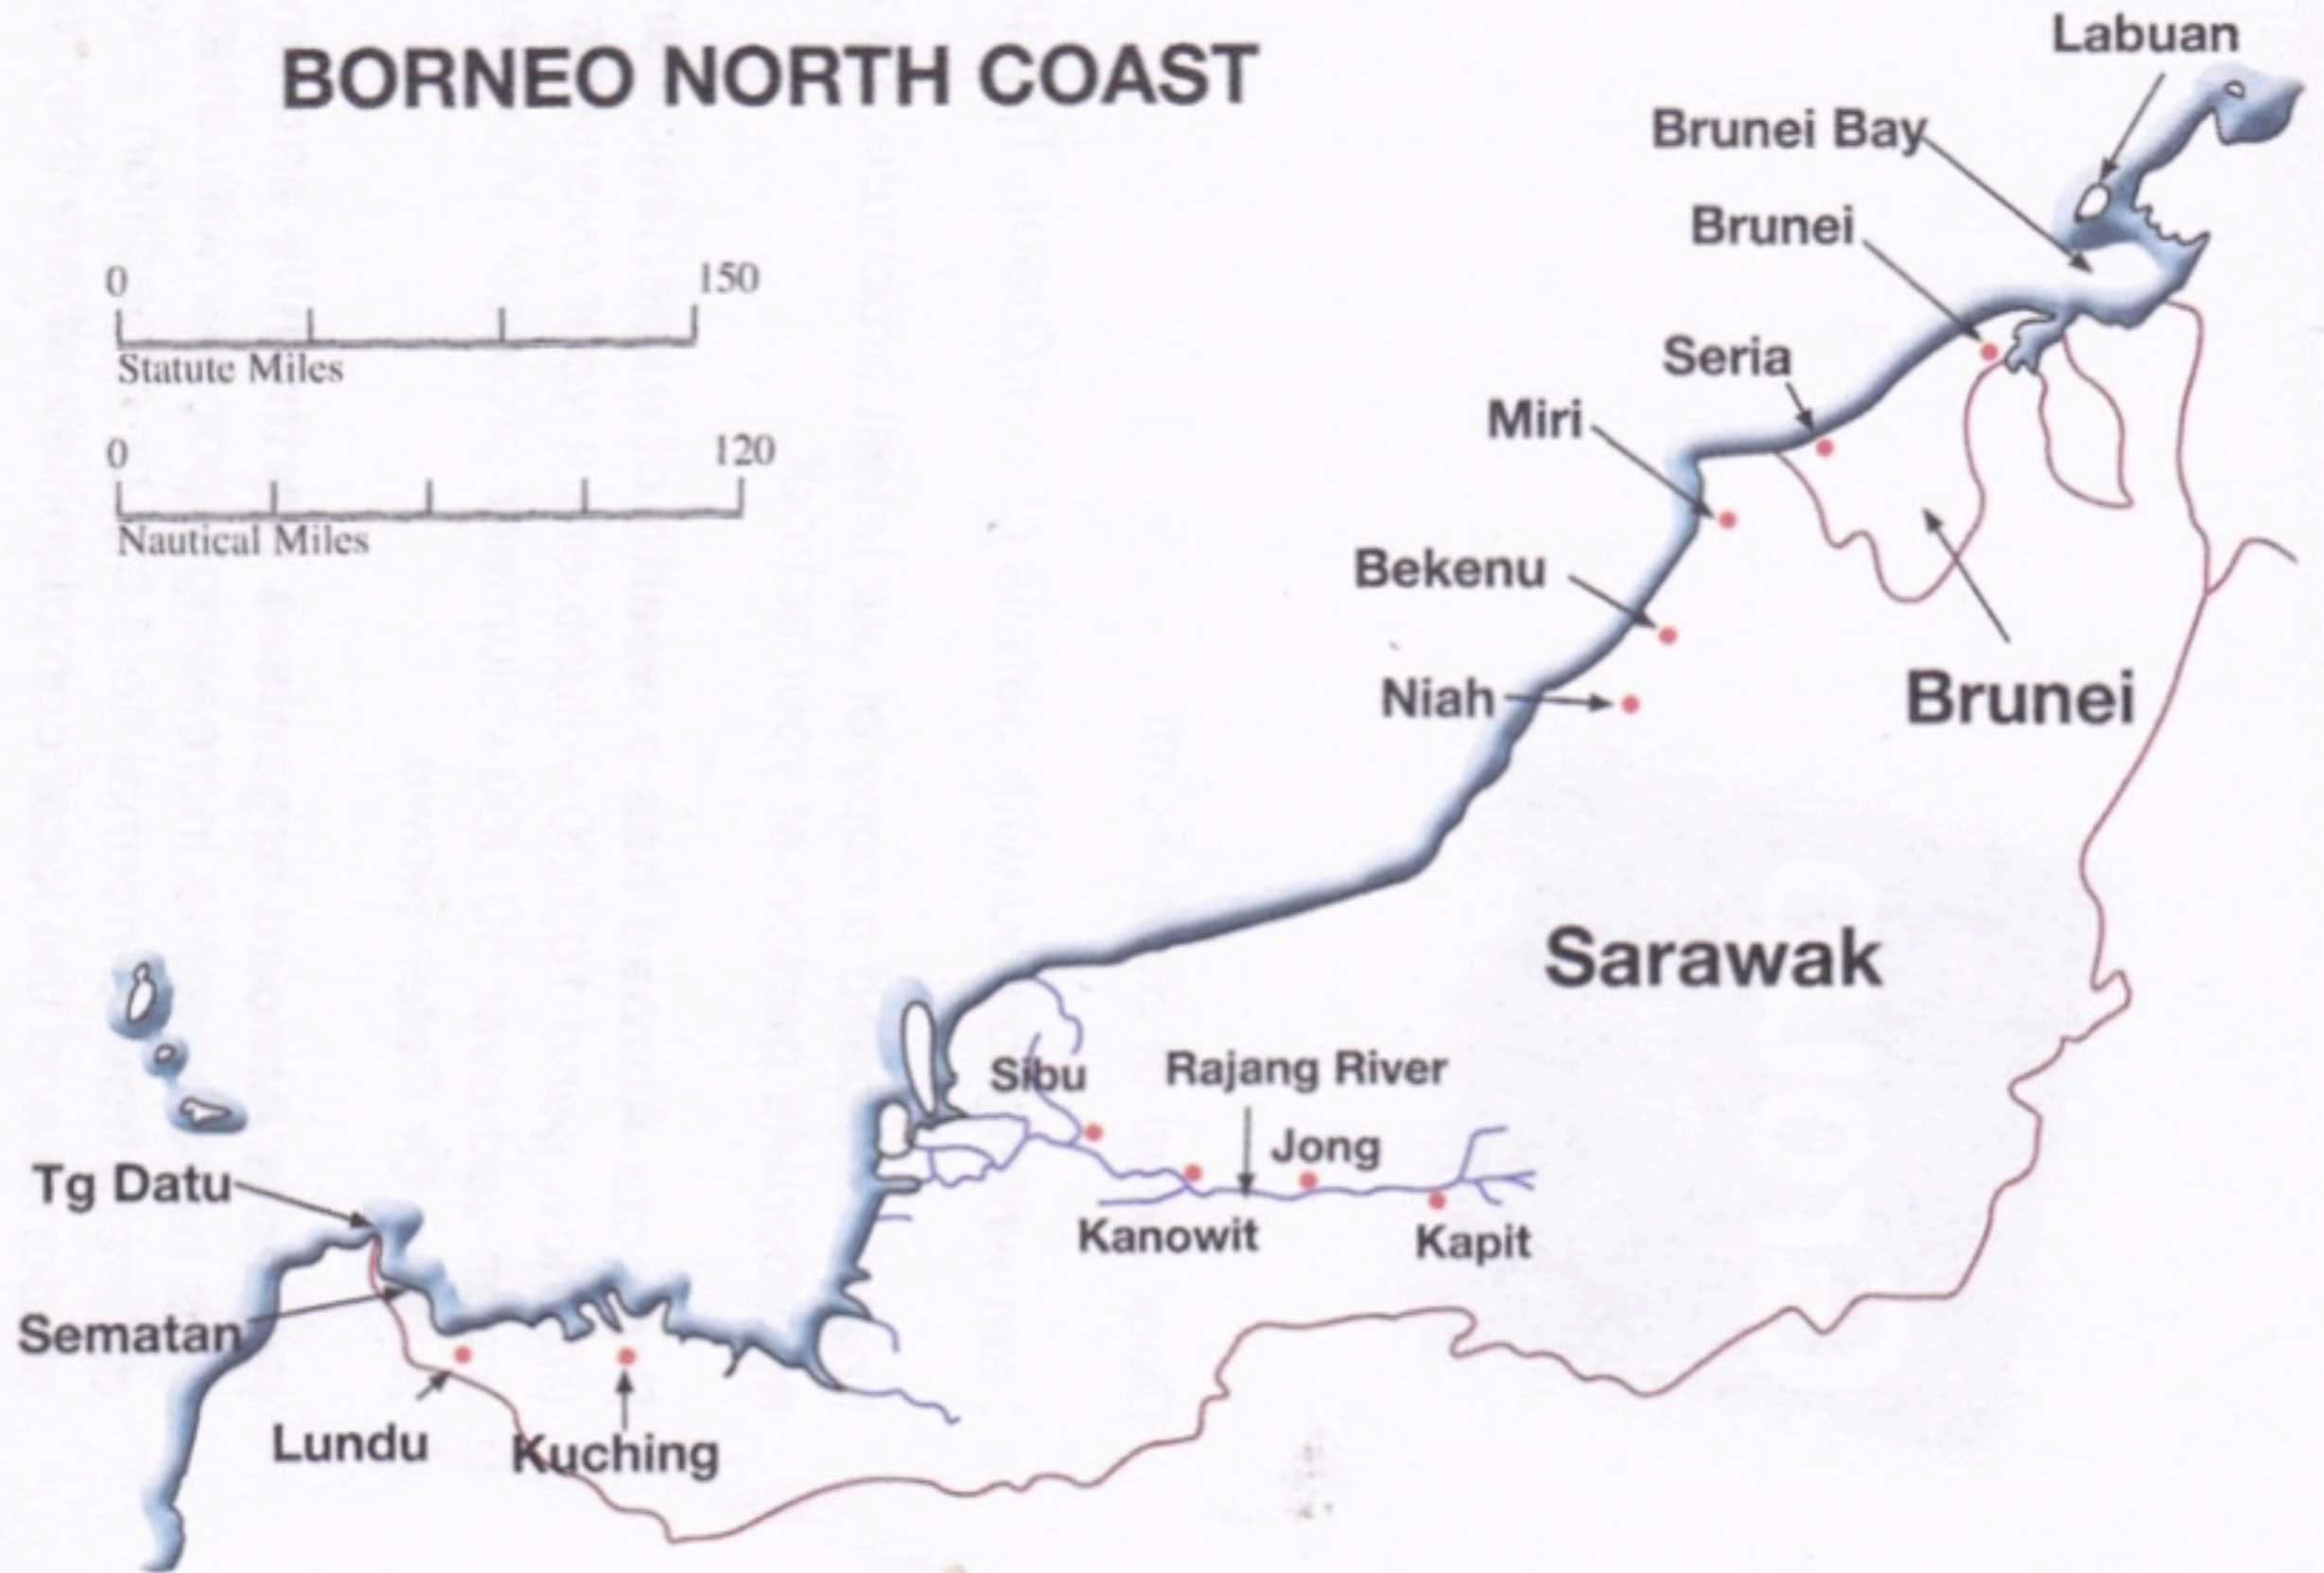 BORNEO NORTH COAST
Labuan
Brunei Bay
Brunei
0 150
Statute Miles
Seria
Miri
0 120
Nautical Miles
Bekenu
Niah
Brunei
Sarawak
Sibu
Rajang River
Jong
Tg Datu
Kanowit
Kapit
Sematan
Lundu
Kuching